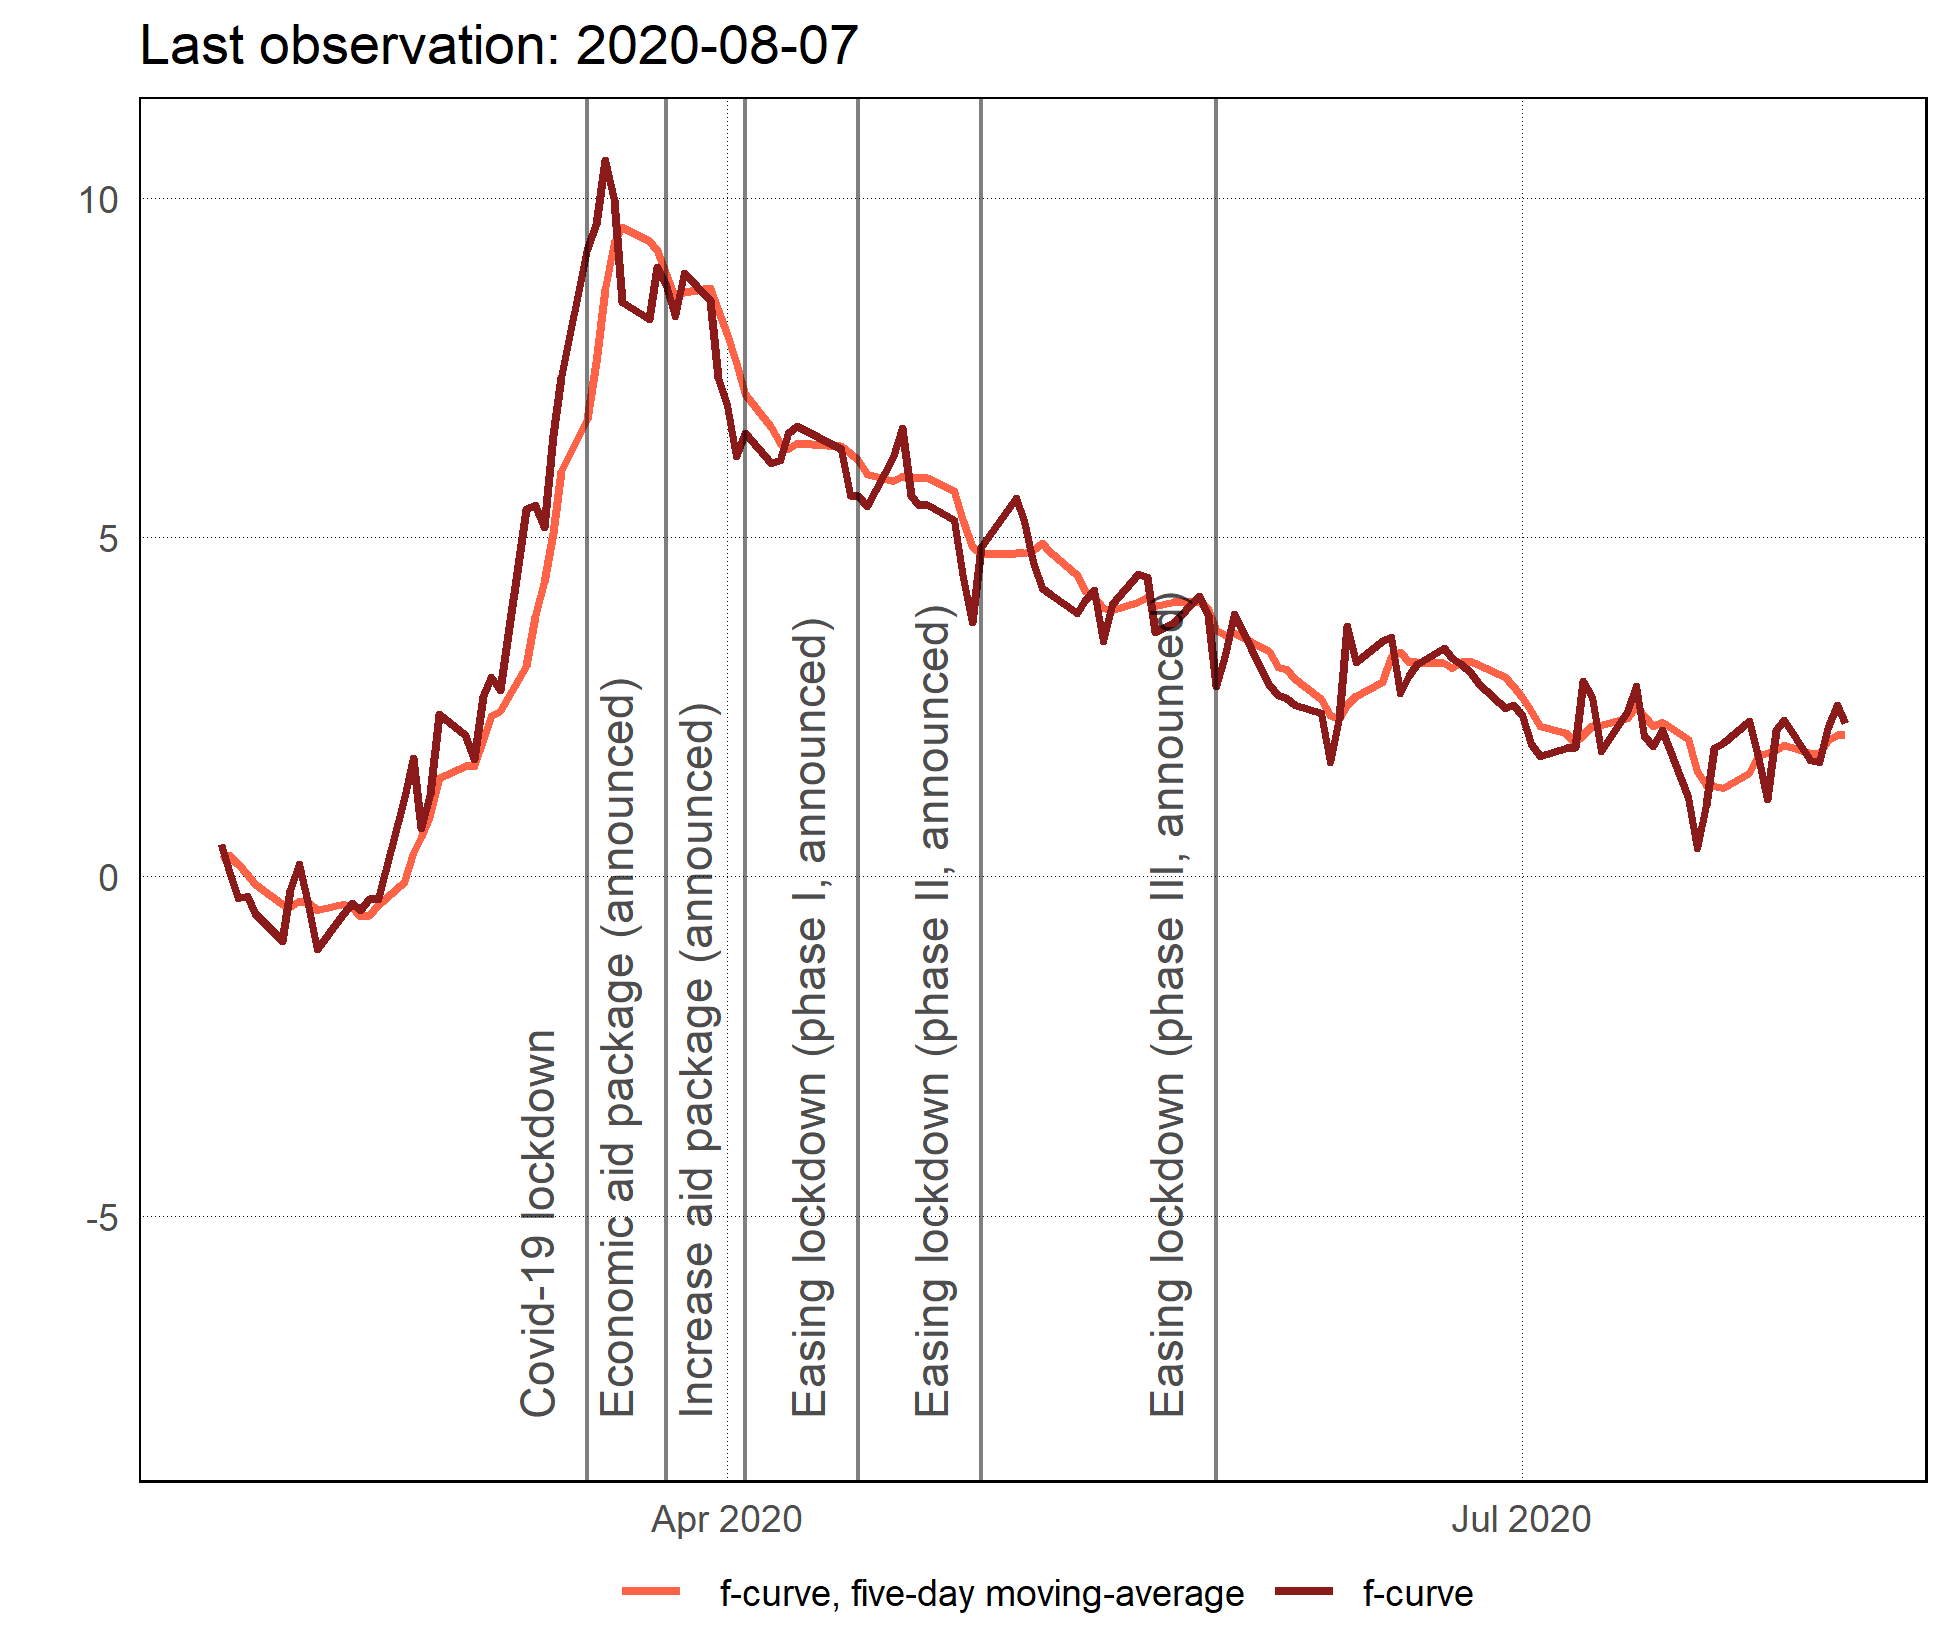 Last observation: 2020-08-07
10
5
0
-5
Covid-19 lockdown
Economic aid package (announced)
Increase aid package (announced)
Easing lockdown (phase I, announced)
Easing lockdown (phase II, announced)
Easing lockdown (phase III, announced)
Apr 2020
Jul 2020
f-curve, five-day moving-average
f-curve